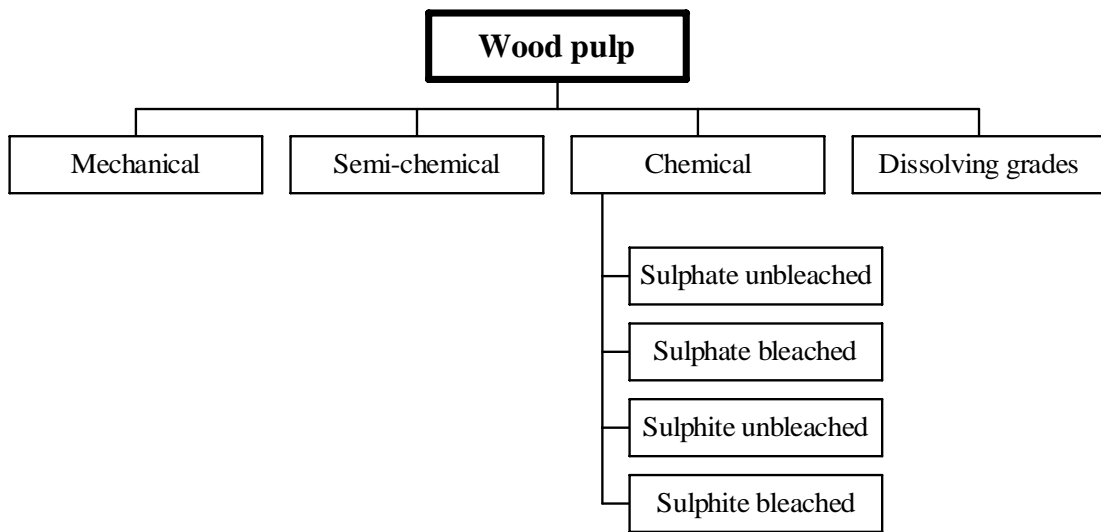 Wood pulp
Mechanical
Semi-chemical
Chemical
Dissolving grades
Sulphate unbleached
Sulphate bleached
Sulphite unbleached
Sulphite bleached